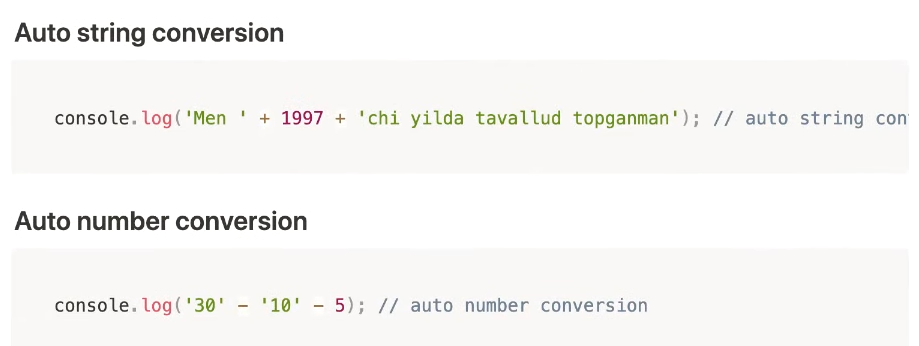 Auto string conversion
console.log('Men ' + 1997 + 'chi yilda tavallud topganman'); // auto string con
Auto number conversion
console.log('30' - '10' - 5); // auto number conversion